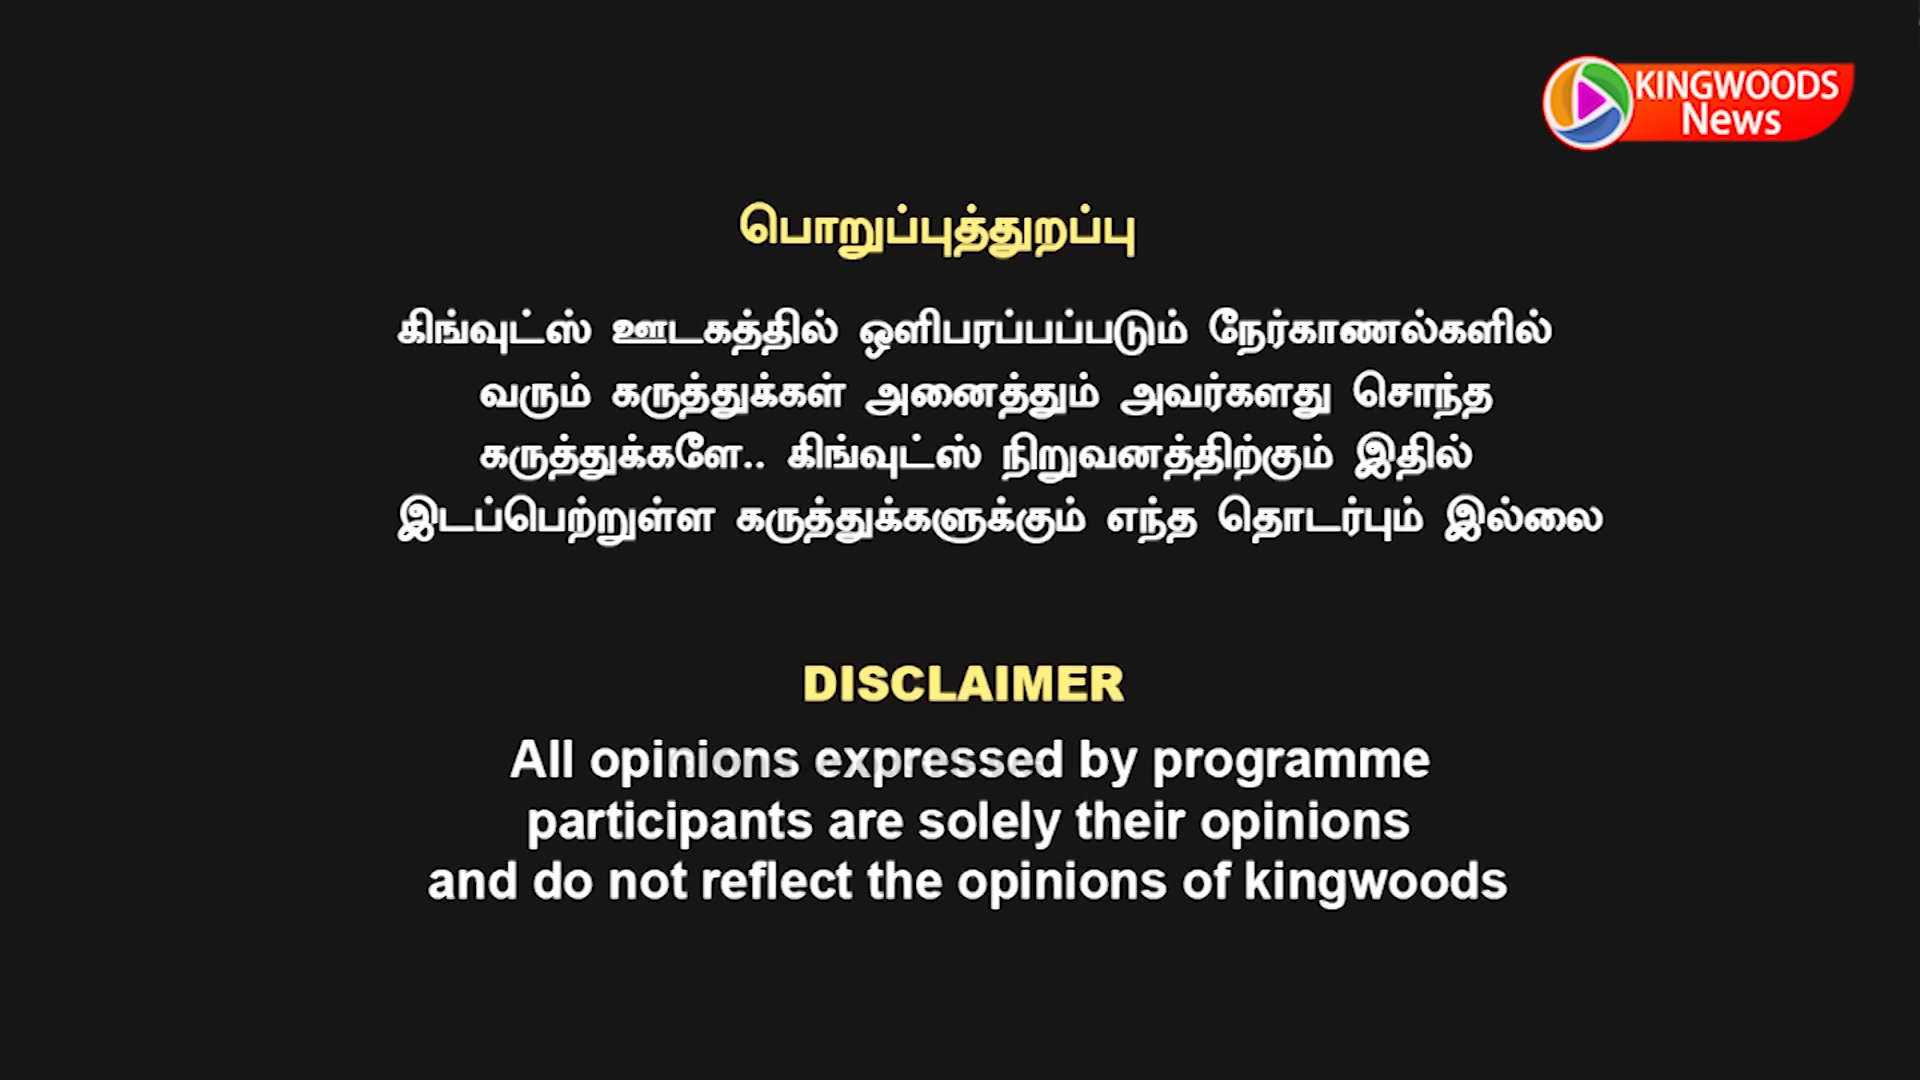 KINGWOODS
News
பொறுப்புத்துறப்பு
கிங்வுட்ஸ் ஊடகத்தில் ஒளிபரப்பப்படும் நேர்காணல்களில்
வரும் கருத்துக்கள் அனைத்தும் அவர்களது சொந்த
கருத்துக்களே.. கிங்வுட்ஸ் நிறுவனத்திற்கும் இதில்
இடப்பெற்றுள்ள கருத்துக்களுக்கும் எந்த தொடர்பும் இல்லை
DISCLAIMER
All opinions expressed by programme
participants are solely their opinions
and do not reflect the opinions of kingwoods